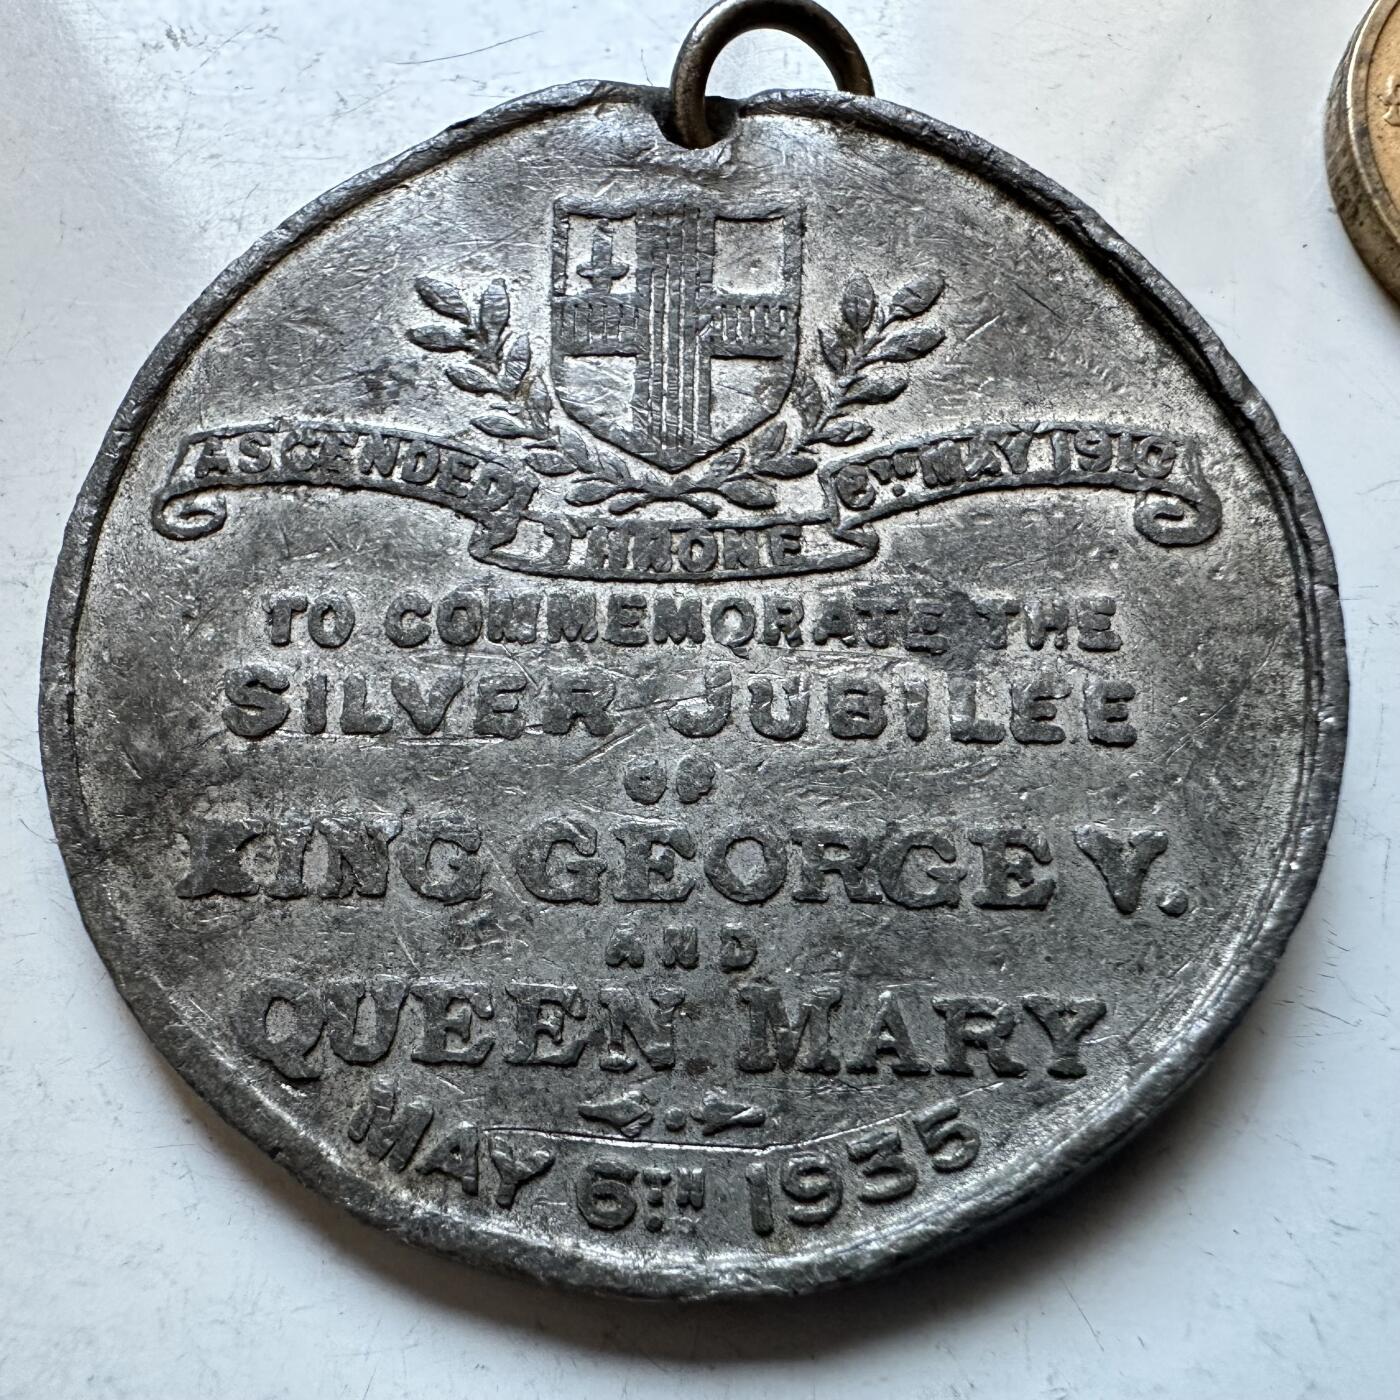 ASCENDED THRONE 6TH MAY 1910
TO COMMEMORATE THE
SILVER JUBILEE
OF
KING GEORGE V.
AND
QUEEN MARY
MAY 6TH 1935